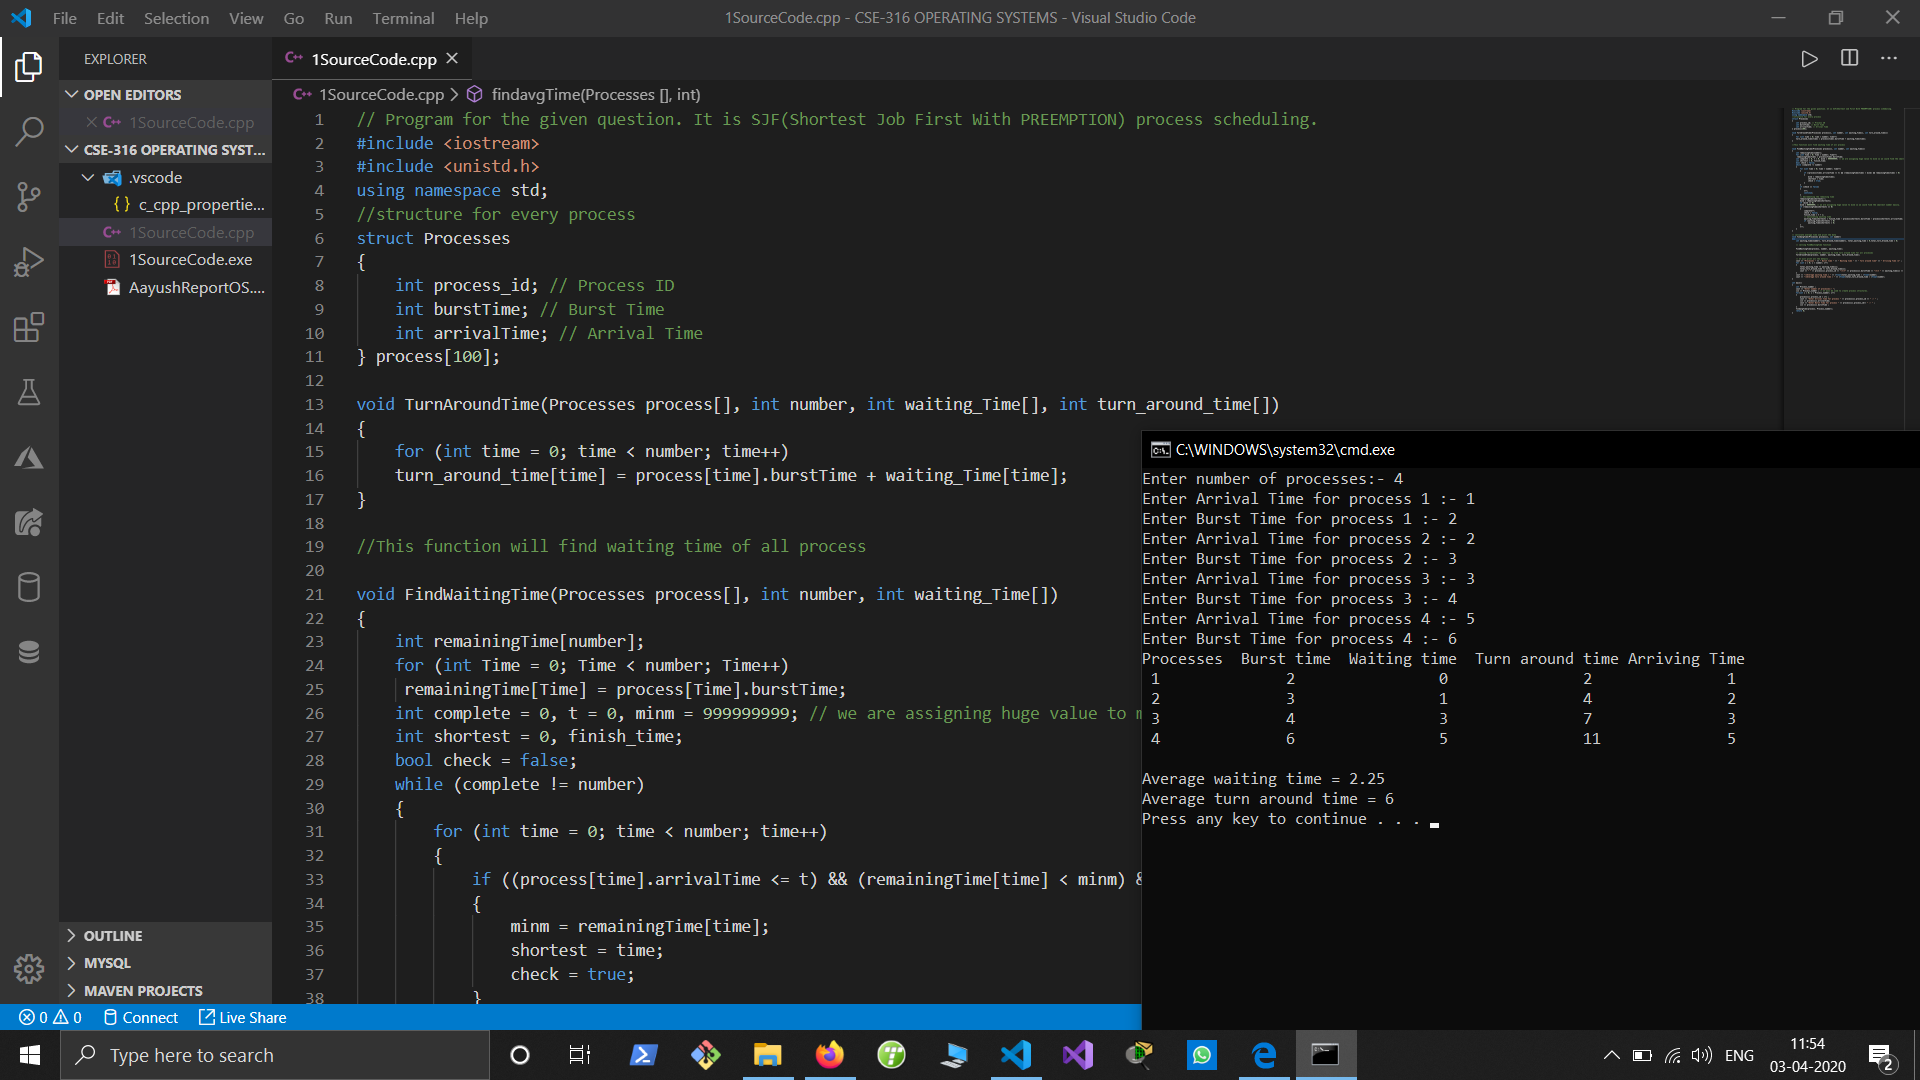 File Edit Selection View Go Run Terminal Help
1SourceCode.cpp - CSE-316 OPERATING SYSTEMS - Visual Studio Code
EXPLORER
OPEN EDITORS
1SourceCode.cpp
CSE-316 OPERATING SYST...
.vscode
{} c_cpp_propertie...
1SourceCode.cpp
1SourceCode.exe
AayushReportOS....
OUTLINE
MYSQL
MAVEN PROJECTS
1SourceCode.cpp
1SourceCode.cpp > findavgTime(Processes [], int)
1 // Program for the given question. It is SJF(Shortest Job First With PREEMPTION) process scheduling.
2 #include <iostream>
3 #include <unistd.h>
4 using namespace std;
5 //structure for every process
6 struct Processes
7 {
8 int process_id; // Process ID
9 int burstTime; // Burst Time
10 int arrivalTime; // Arrival Time
11 } process[100];
12
13 void TurnAroundTime(Processes process[], int number, int waiting_Time[], int turn_around_time[])
14 {
15 for (int time = 0; time < number; time++)
16 turn_around_time[time] = process[time].burstTime + waiting_Time[time];
17 }
18
19 //This function will find waiting time of all process
20
21 void FindWaitingTime(Processes process[], int number, int waiting_Time[])
22 {
23 int remainingTime[number];
24 for (int Time = 0; Time < number; Time++)
25 remainingTime[Time] = process[Time].burstTime;
26 int complete = 0, t = 0, minm = 999999999; // we are assigning huge value to m
27 int shortest = 0, finish_time;
28 bool check = false;
29 while (complete != number)
30 {
31 for (int time = 0; time < number; time++)
32 {
33 if ((process[time].arrivalTime <= t) && (remainingTime[time] < minm) &
34 {
35 minm = remainingTime[time];
36 shortest = time;
37 check = true;
38 }
C:\WINDOWS\system32\cmd.exe
Enter number of processes:- 4
Enter Arrival Time for process 1 :- 1
Enter Burst Time for process 1 :- 2
Enter Arrival Time for process 2 :- 2
Enter Burst Time for process 2 :- 3
Enter Arrival Time for process 3 :- 3
Enter Burst Time for process 3 :- 4
Enter Arrival Time for process 4 :- 5
Enter Burst Time for process 4 :- 6
Processes Burst time Waiting time Turn around time Arriving Time
1 2 0 2 1
2 3 1 4 2
3 4 3 7 3
4 6 5 11 5
Average waiting time = 2.25
Average turn around time = 6
Press any key to continue . . .
0 0 Connect Live Share
Type here to search
ENG
11:54
03-04-2020
2